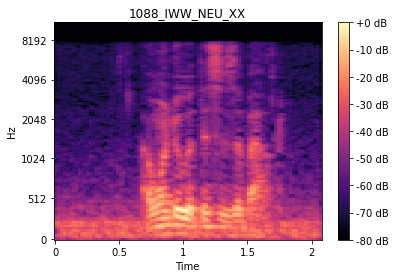 1088_IWW_NEU_XX
+0 dB
8192
-10 dB
4096
-20 dB
-30 dB
2048
Hz
-40 dB
1024
-50 dB
512
-60 dB
-70 dB
0
-80 dB
0 0.5 1 1.5 2
Time